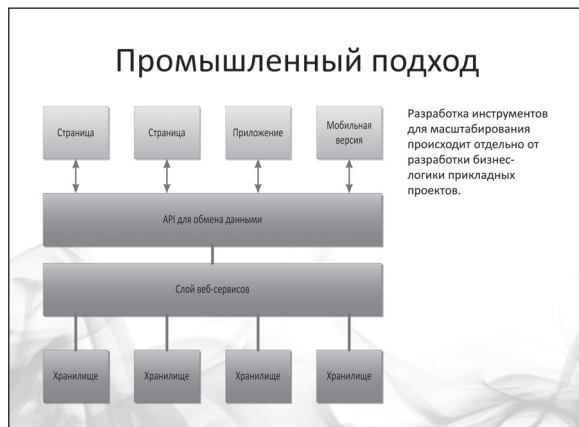 Промышленный подход
Страница
Страница
Приложение
Мобильная
версия
Разработка инструментов
для масштабирования
происходит отдельно от
разработки бизнес-
логики прикладных
проектов.
API для обмена данными
Слой веб-сервисов
Хранилище
Хранилище
Хранилище
Хранилище